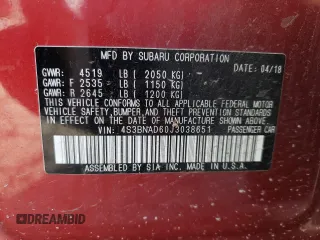 MFD BY SUBARU CORPORATION
GVWR: 4519 LB ( 2050 KG) 04/18
GAWR: F 2535 LB ( 1150 KG)
GAWR: R 2645 LB ( 1200 KG)
THIS VEHICLE CONFORMS TO ALL APPLICABLE
FEDERAL MOTOR VEHICLE
SAFETY, BUMPER, AND THEFT PREVENTION STANDARDS
IN EFFECT ON THE DATE OF MANUFACTURE SHOWN ABOVE.
VIN: 4S3BNAD60J3038651 PASSENGER CAR
ASSEMBLED BY SIA INC, MADE IN U.S.A.
DREAMBID